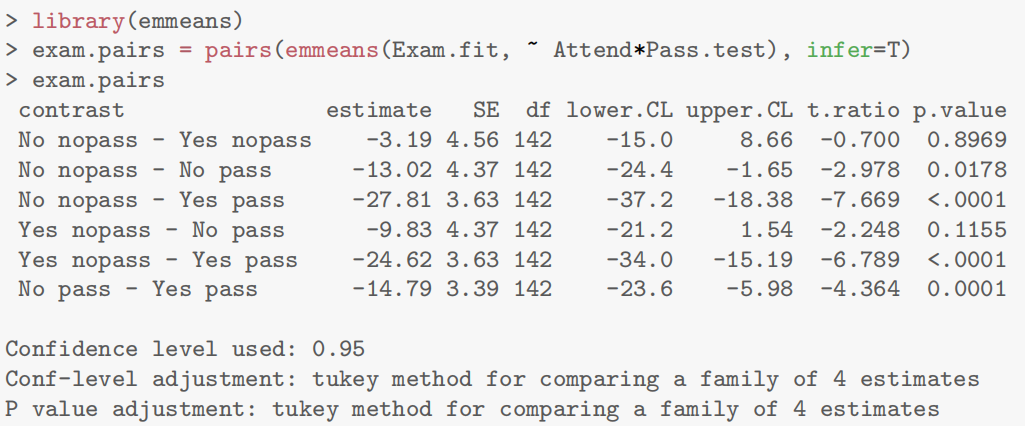 > library(emmeans)
> exam.pairs = pairs(emmeans(Exam.fit, ~ Attend*Pass.test), infer=T)
> exam.pairs
contrast estimate SE df lower.CL upper.CL t.ratio p.value
No nopass - Yes nopass -3.19 4.56 142 -15.0 8.66 -0.700 0.8969
No nopass - No pass -13.02 4.37 142 -24.4 -1.65 -2.978 0.0178
No nopass - Yes pass -27.81 3.63 142 -37.2 -18.38 -7.669 <.0001
Yes nopass - No pass -9.83 4.37 142 -21.2 1.54 -2.248 0.1155
Yes nopass - Yes pass -24.62 3.63 142 -34.0 -15.19 -6.789 <.0001
No pass - Yes pass -14.79 3.39 142 -23.6 -5.98 -4.364 0.0001
Confidence level used: 0.95
Conf-level adjustment: tukey method for comparing a family of 4 estimates
P value adjustment: tukey method for comparing a family of 4 estimates